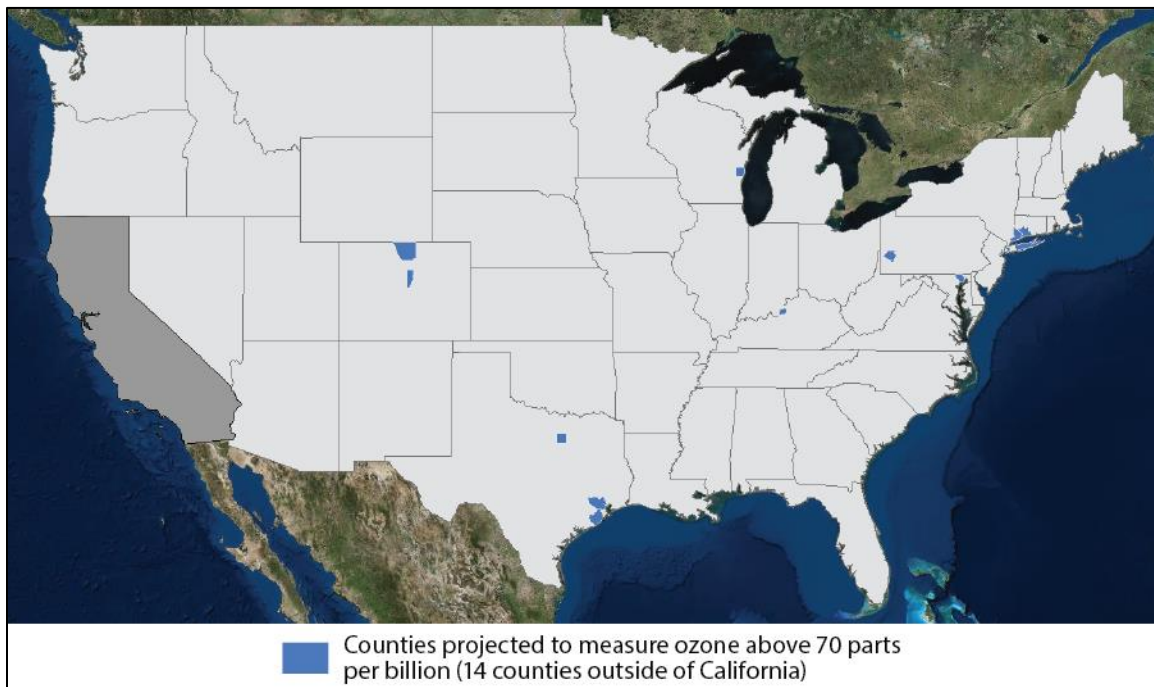 Counties projected to measure ozone above 70 parts
per billion (14 counties outside of California)